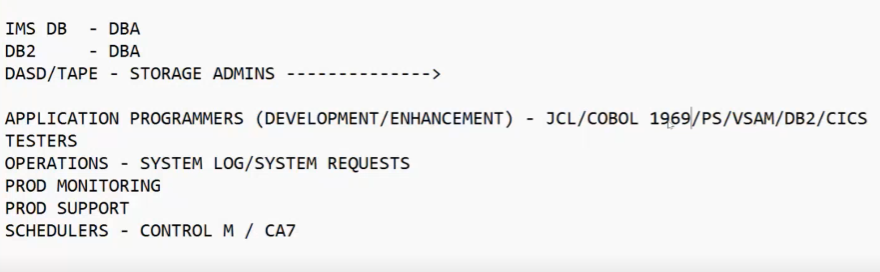 IMS DB - DBA
DB2 - DBA
DASD/TAPE - STORAGE ADMINS -------------->
APPLICATION PROGRAMMERS (DEVELOPMENT/ENHANCEMENT) - JCL/COBOL 1969/PS/VSAM/DB2/CICS
TESTERS
OPERATIONS - SYSTEM LOG/SYSTEM REQUESTS
PROD MONITORING
PROD SUPPORT
SCHEDULERS - CONTROL M / CA7